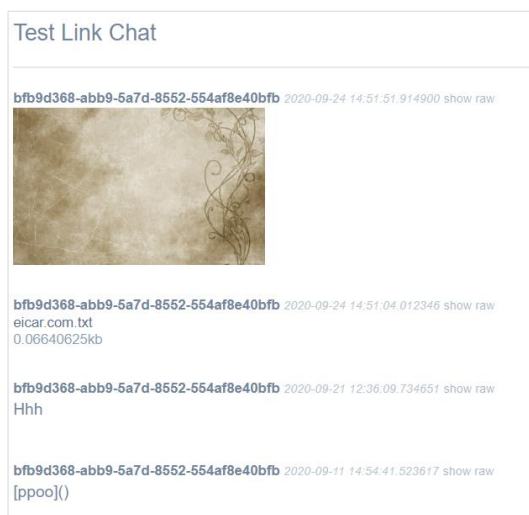 Test Link Chat
bfb9d368-abb9-5a7d-8552-554af8e40bfb 2020-09-24 14:51:51.914900 show raw
bfb9d368-abb9-5a7d-8552-554af8e40bfb 2020-09-24 14:51:04.012346 show raw
eicar.com.txt
0.06640625kb
bfb9d368-abb9-5a7d-8552-554af8e40bfb 2020-09-21 12:36:09.734651 show raw
Hhh
bfb9d368-abb9-5a7d-8552-554af8e40bfb 2020-09-11 14:54:41.523617 show raw
[ppoo]()